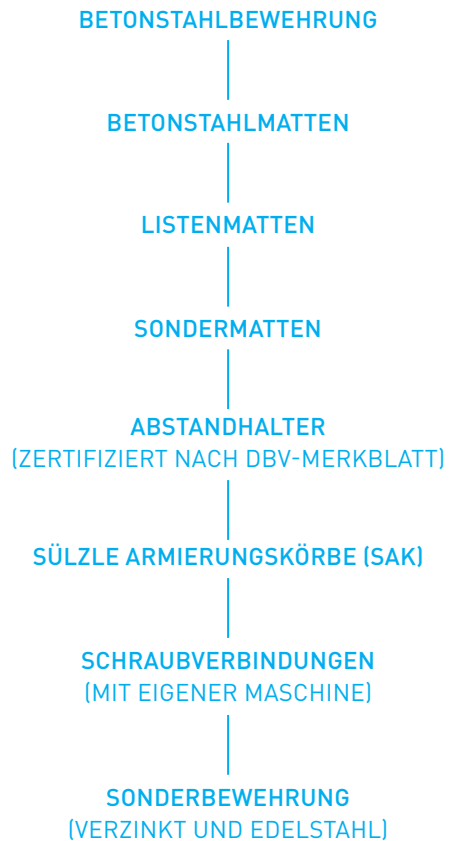 BETONSTAHLBEWEHRUNG
BETONSTAHLMATTEN
LISTENMATTEN
SONDERMATTEN
ABSTANDHALTER
(ZERTIFIZIERT NACH DBV-MERKBLATT)
SÜLZLE ARMIERUNGSKÖRBE (SAK)
SCHRAUBVERBINDUNGEN
(MIT EIGENER MASCHINE)
SONDERBEWEHRUNG
(VERZINKT UND EDELSTAHL)